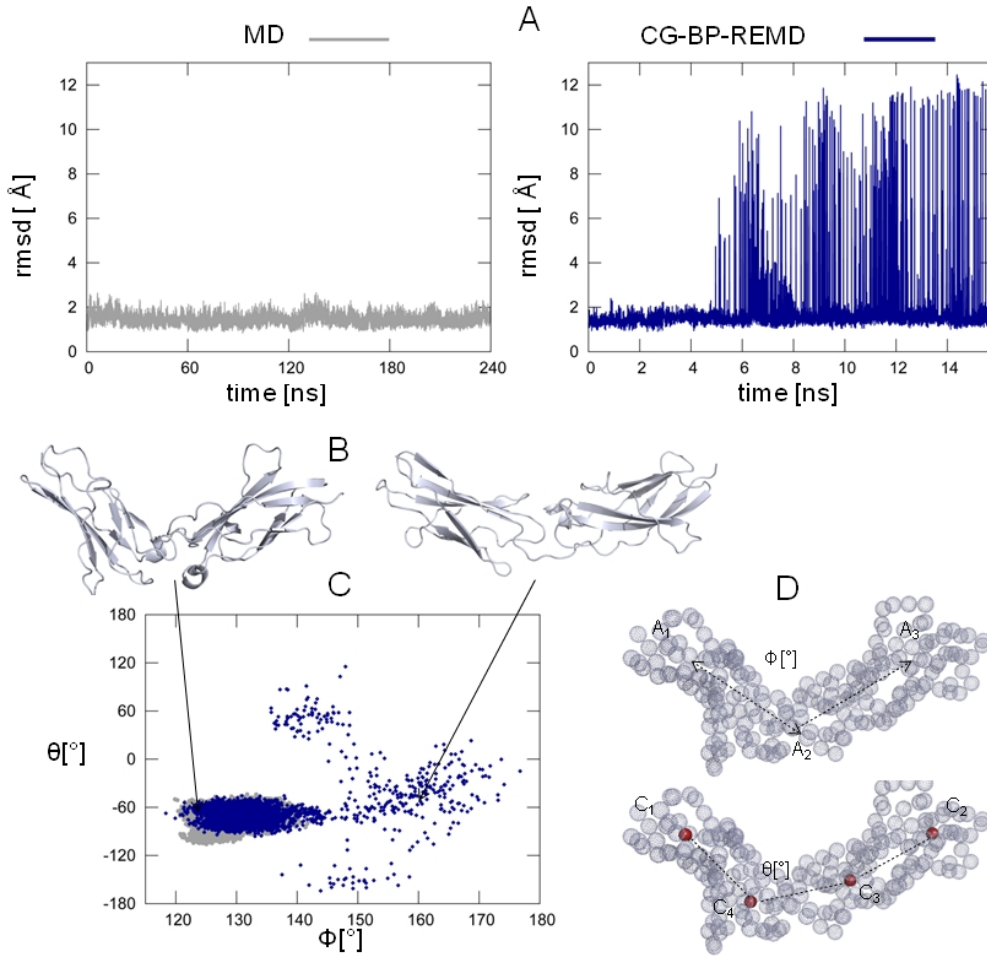 A
MD
CG-BP-REMD
12
10
8
6
4
2
0
rmsd [ Å]
0 60 120 180 240
time [ns]
12
10
8
6
4
2
0
rmsd [ Å]
0 2 4 6 8 10 12 14
time [ns]
B
C
180
120
60
0
-60
-120
-180
θ[°]
120 130 140 150 160 170 180
Φ[°]
D
A₁
A₃
Φ[°]
A₂
C₁
C₂
θ[°]
C₃
C₄